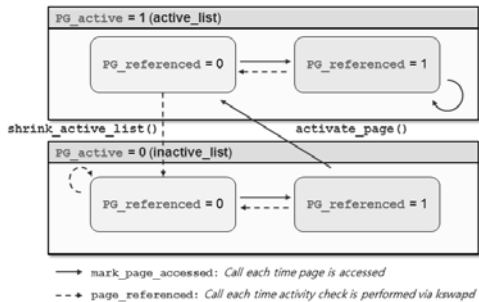 PG_active = 1 (active_list)
PG_referenced = 0
PG_referenced = 1
shrink_active_list()
activate_page()
PG_active = 0 (inactive_list)
PG_referenced = 0
PG_referenced = 1
mark_page_accessed: Call each time page is accessed
page_referenced: Call each time activity check is performed via kswapd